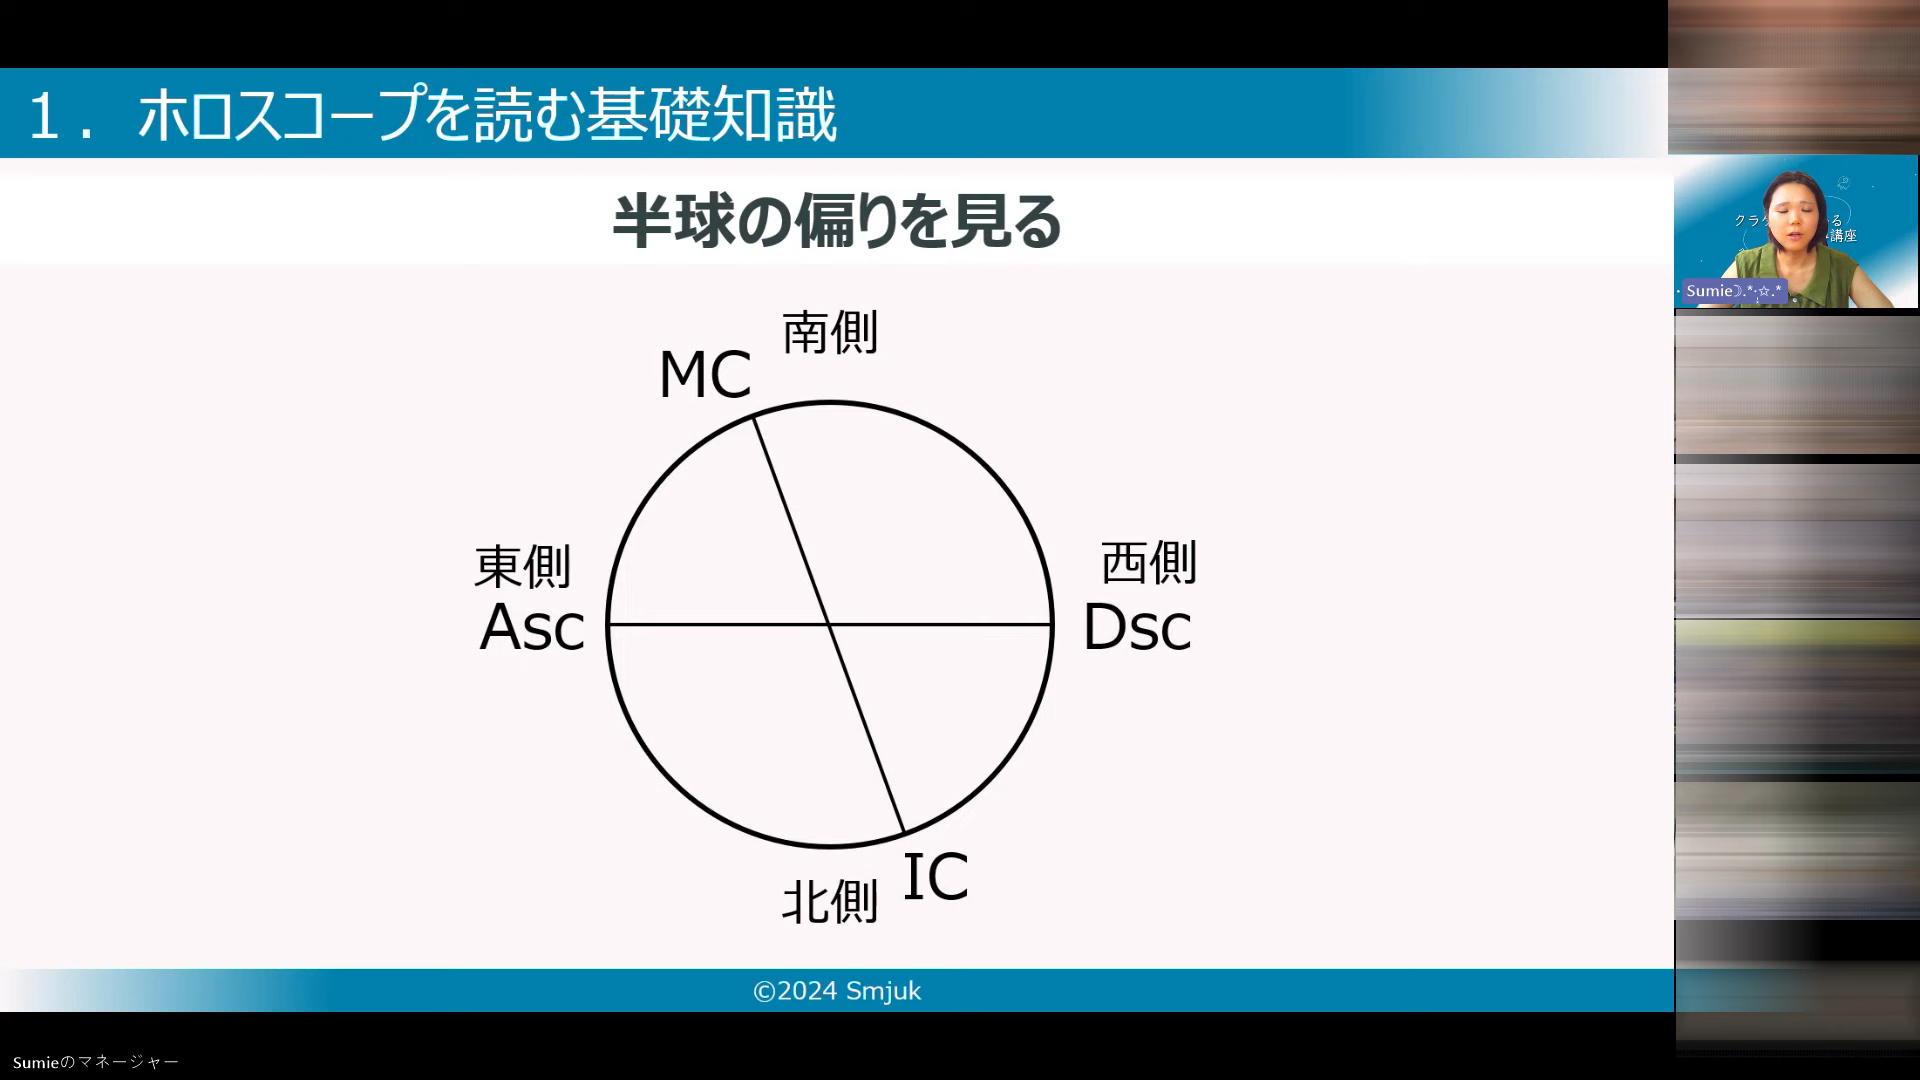 １．ホロスコープを読む基礎知識
半球の偏りを見る
南側
MC
東側
Asc
西側
Dsc
IC
北側
©2024 Smjuk
講座
Sumie☽.*·̩͙☆.*
Sumieのマネージャー